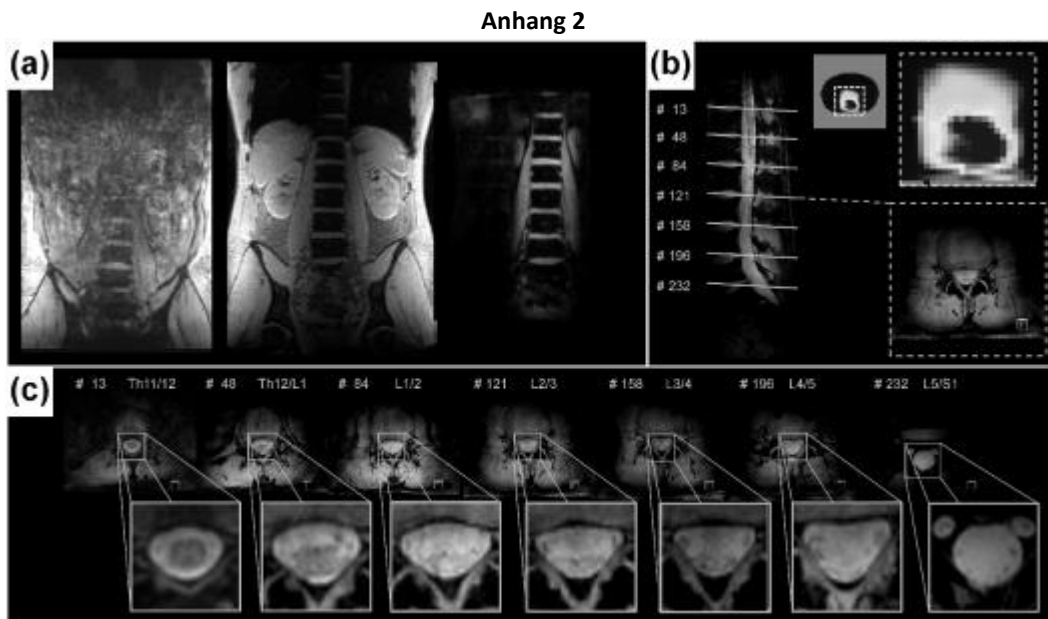 Anhang 2
(a)
(b)
# 13
# 48
# 84
# 121
# 158
# 196
# 232
(c)
# 13 Th11/12 # 48 Th12/L1 # 84 L1/2 # 121 L2/3 # 158 L3/4 # 196 L4/5 # 232 L5/S1